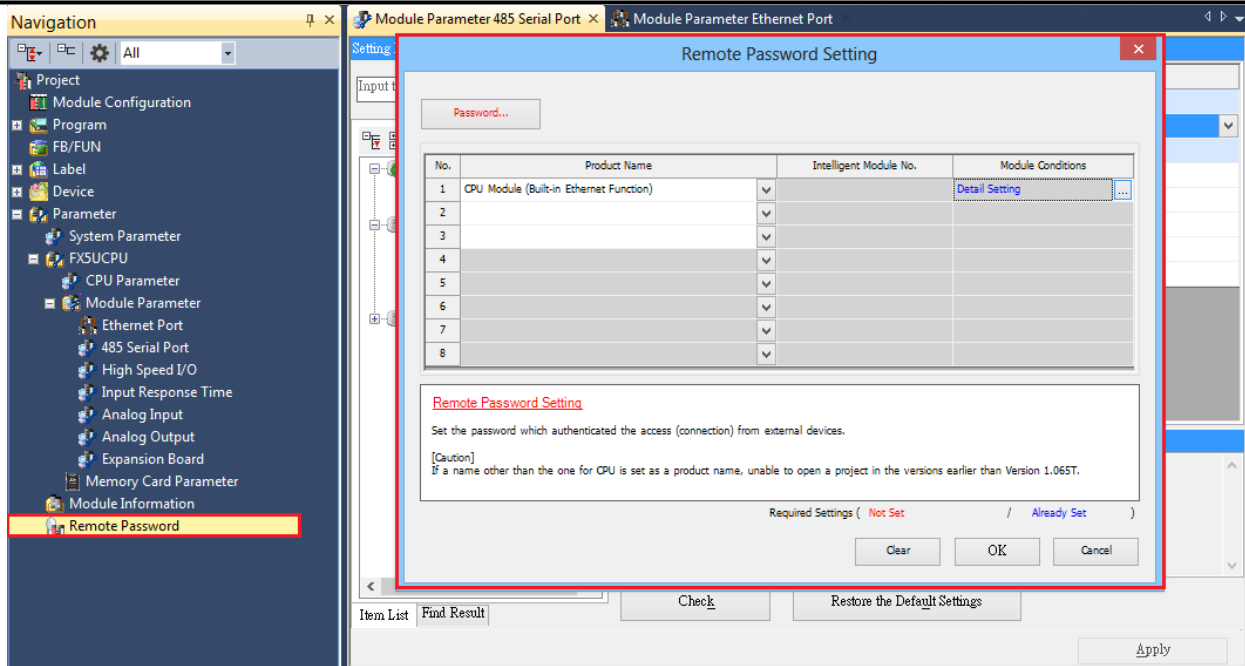 Navigation
All
Project
Module Configuration
Program
FB/FUN
Label
Device
Parameter
System Parameter
FX5UCPU
CPU Parameter
Module Parameter
Ethernet Port
485 Serial Port
High Speed I/O
Input Response Time
Analog Input
Analog Output
Expansion Board
Memory Card Parameter
Module Information
Remote Password
Module Parameter 485 Serial Port
Module Parameter Ethernet Port
Setting
Input t
Remote Password Setting
Password...
No. Product Name Intelligent Module No. Module Conditions
1 CPU Module (Built-in Ethernet Function) Detail Setting ...
2
3
4
5
6
7
8
Remote Password Setting
Set the password which authenticated the access (connection) from external devices.
[Caution]
If a name other than the one for CPU is set as a product name, unable to open a project in the versions earlier than Version 1.065T.
Required Settings ( Not Set / Already Set )
Clear OK Cancel
Item List Find Result
Check Restore the Default Settings
Apply